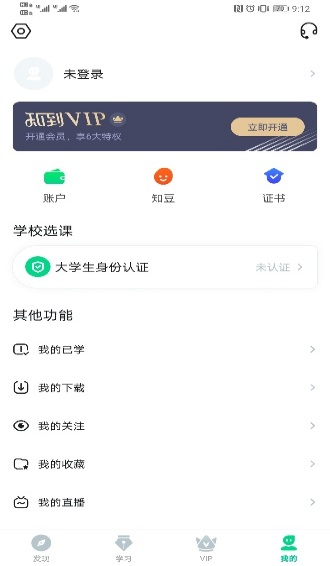 9:12
未登录
知到VIP
开通会员，享6大特权
立即开通
账户
知豆
证书
学校选课
大学生身份认证
未认证
其他功能
我的已学
我的下载
我的关注
我的收藏
我的直播
发现
学习
VIP
我的